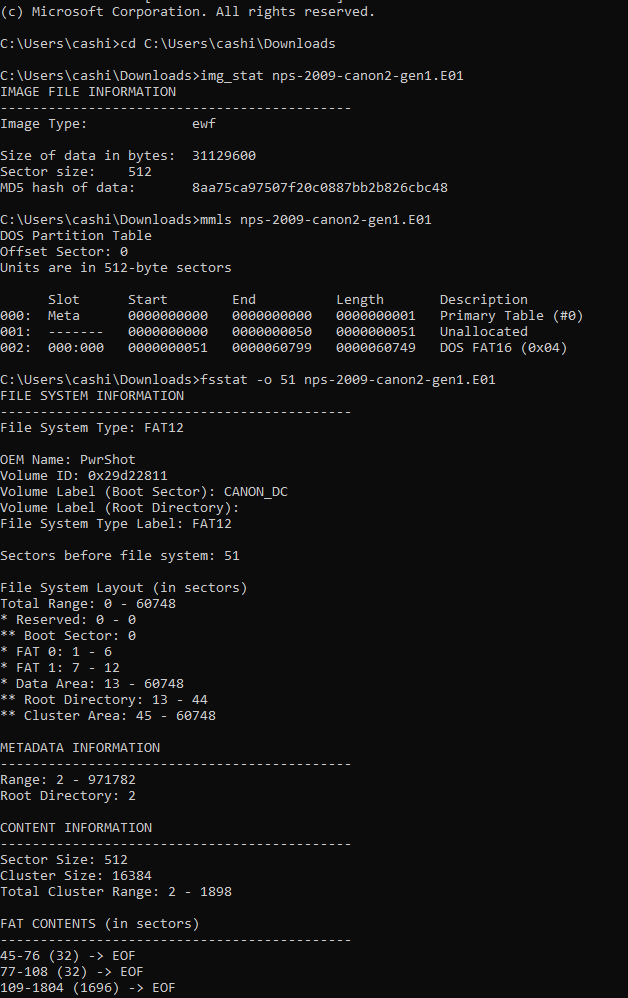 (c) Microsoft Corporation. All rights reserved.
C:\Users\cashi>cd C:\Users\cashi\Downloads
C:\Users\cashi\Downloads>img_stat nps-2009-canon2-gen1.E01
IMAGE FILE INFORMATION
--------------------------------------------
Image Type:             ewf
Size of data in bytes:  31129600
Sector size:    512
MD5 hash of data:       8aa75ca97507f20c0887bb2b826cbc48
C:\Users\cashi\Downloads>mmls nps-2009-canon2-gen1.E01
DOS Partition Table
Offset Sector: 0
Units are in 512-byte sectors
      Slot      Start        End          Length       Description
000:  Meta      0000000000   0000000000   0000000001   Primary Table (#0)
001:  -------   0000000000   0000000050   0000000051   Unallocated
002:  000:000   0000000051   0000060799   0000060749   DOS FAT16 (0x04)
C:\Users\cashi\Downloads>fsstat -o 51 nps-2009-canon2-gen1.E01
FILE SYSTEM INFORMATION
--------------------------------------------
File System Type: FAT12
OEM Name: PwrShot
Volume ID: 0x29d22811
Volume Label (Boot Sector): CANON_DC
Volume Label (Root Directory):
File System Type Label: FAT12
Sectors before file system: 51
File System Layout (in sectors)
Total Range: 0 - 60748
* Reserved: 0 - 0
** Boot Sector: 0
* FAT 0: 1 - 6
* FAT 1: 7 - 12
* Data Area: 13 - 60748
** Root Directory: 13 - 44
** Cluster Area: 45 - 60748
METADATA INFORMATION
--------------------------------------------
Range: 2 - 971782
Root Directory: 2
CONTENT INFORMATION
--------------------------------------------
Sector Size: 512
Cluster Size: 16384
Total Cluster Range: 2 - 1898
FAT CONTENTS (in sectors)
--------------------------------------------
45-76 (32) -> EOF
77-108 (32) -> EOF
109-1804 (1696) -> EOF